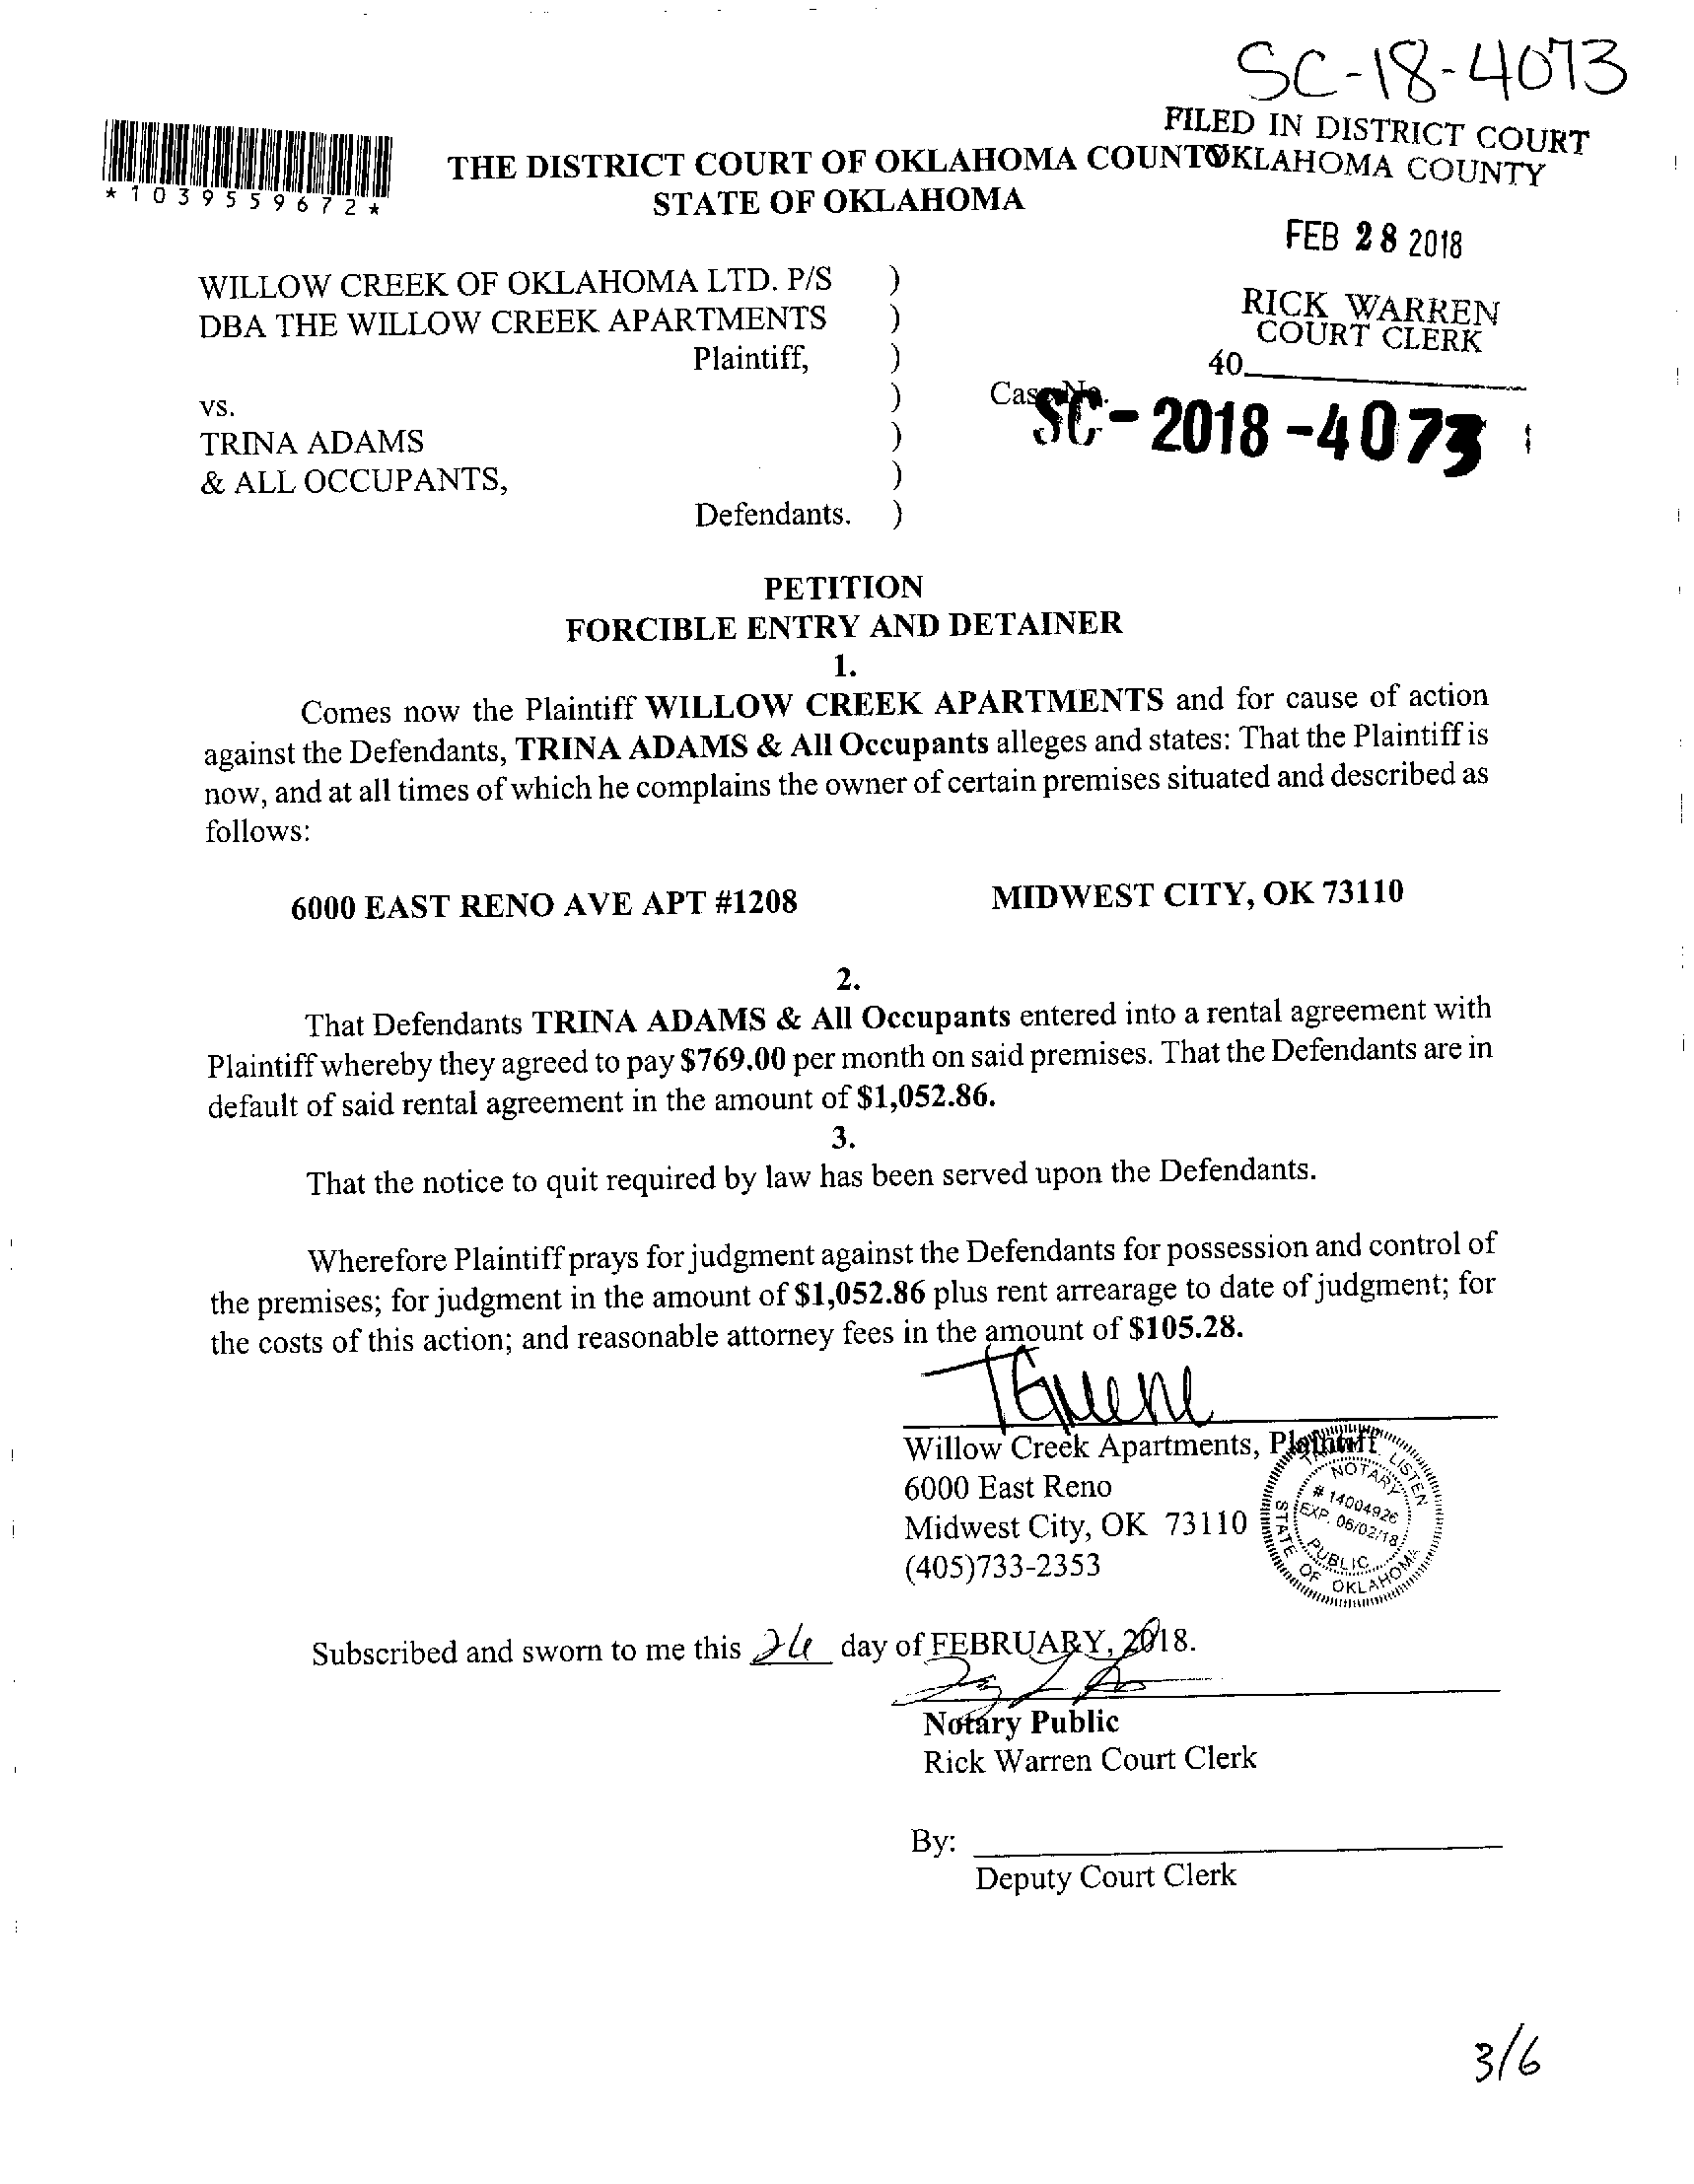 SC-18-4073
FILED IN DISTRICT COURT
OKLAHOMA COUNTY
*1039559672*
THE DISTRICT COURT OF OKLAHOMA COUNTY
STATE OF OKLAHOMA
FEB 28 2018
WILLOW CREEK OF OKLAHOMA LTD. P/S )
DBA THE WILLOW CREEK APARTMENTS )
RICK WARREN
COURT CLERK
Plaintiff, )
40
vs. )
Case No.
SC-2018-4073
TRINA ADAMS )
& ALL OCCUPANTS, )
Defendants. )
PETITION
FORCIBLE ENTRY AND DETAINER
1.
Comes now the Plaintiff WILLOW CREEK APARTMENTS and for cause of action
against the Defendants, TRINA ADAMS & All Occupants alleges and states: That the Plaintiff is
now, and at all times of which he complains the owner of certain premises situated and described as
follows:
6000 EAST RENO AVE APT #1208 MIDWEST CITY, OK 73110
2.
That Defendants TRINA ADAMS & All Occupants entered into a rental agreement with
Plaintiff whereby they agreed to pay $769.00 per month on said premises. That the Defendants are in
default of said rental agreement in the amount of $1,052.86.
3.
That the notice to quit required by law has been served upon the Defendants.
Wherefore Plaintiff prays for judgment against the Defendants for possession and control of
the premises; for judgment in the amount of $1,052.86 plus rent arrearage to date of judgment; for
the costs of this action; and reasonable attorney fees in the amount of $105.28.
Willow Creek Apartments, Plaintiff
6000 East Reno
Midwest City, OK 73110
(405)733-2353
LISTEN
NOTARY
# 14004926
EXP. 06/02/18
PUBLIC
STATE OF OKLAHOMA
Subscribed and sworn to me this day of FEBRUARY, 2018.
Notary Public
Rick Warren Court Clerk
By:
Deputy Court Clerk
3/6